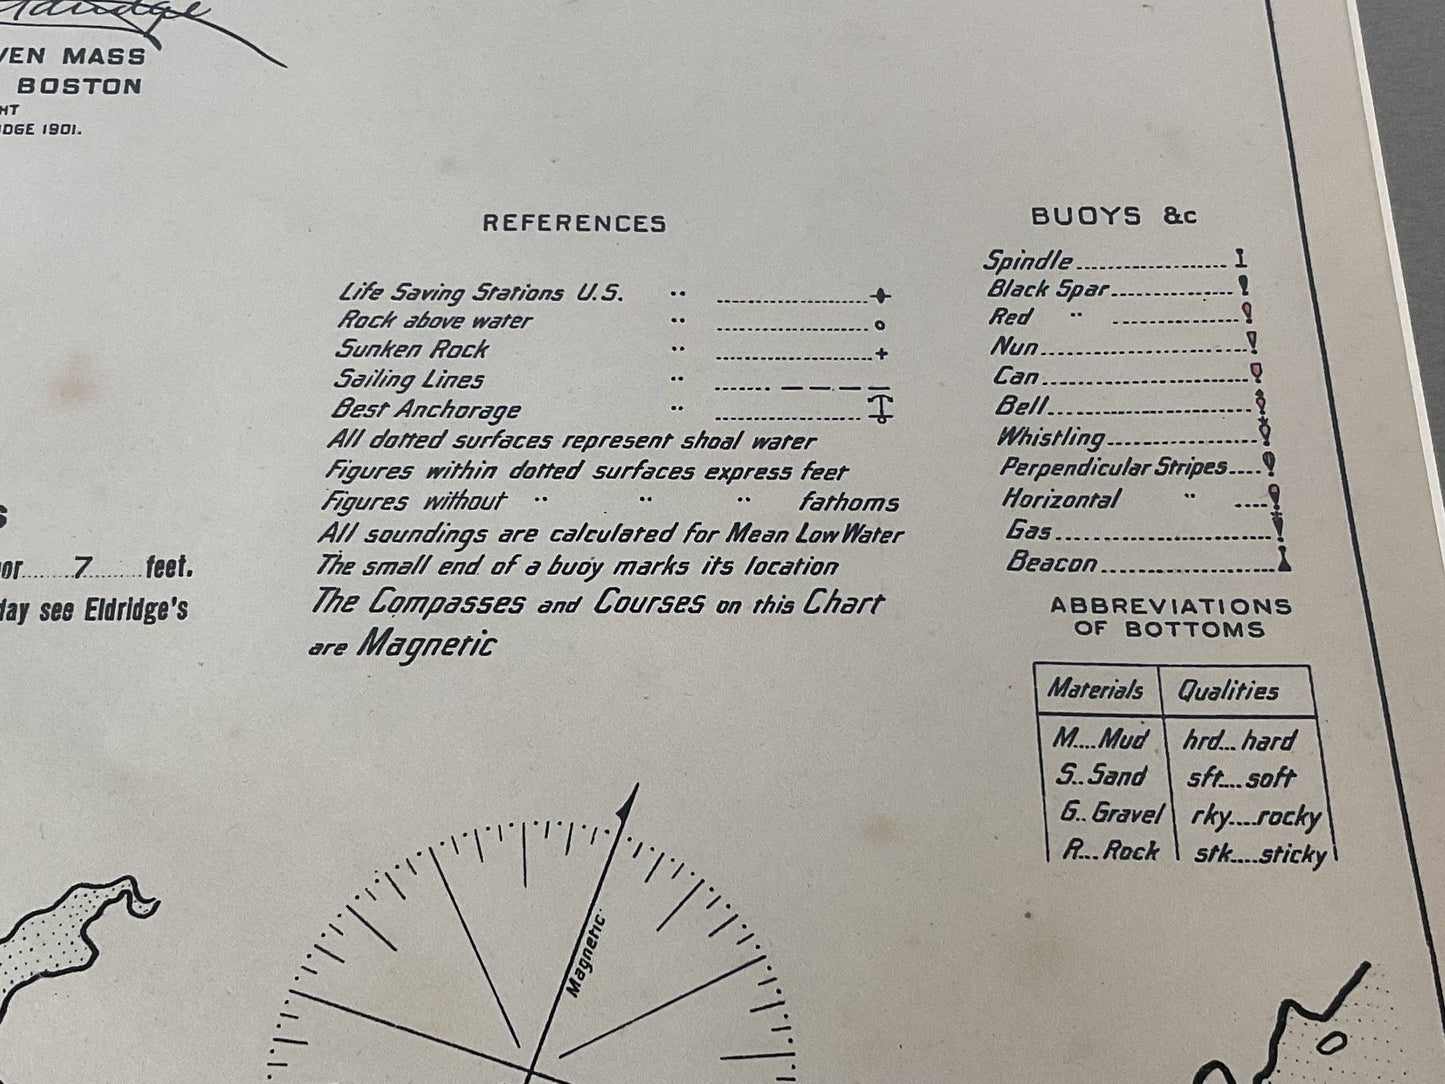 Eldridge
VEN MASS
BOSTON
HT
DGE 1901.
REFERENCES
Life Saving Stations U.S. " ........................
Rock above water " ........................
Sunken Rock " ........................
Sailing Lines " ....... — — — —
Best Anchorage " ........................
All dotted surfaces represent shoal water
Figures within dotted surfaces express feet
Figures without " " " fathoms
All soundings are calculated for Mean Low Water
The small end of a buoy marks its location
The Compasses and Courses on this Chart
are Magnetic
BUOYS &c
Spindle........................
Black Spar...................
Red " ...................
Nun........................
Can........................
Bell........................
Whistling...................
Perpendicular Stripes....
Horizontal " ....
Gas........................
Beacon........................
ABBREVIATIONS
OF BOTTOMS
Materials Qualities
M....Mud hrd...hard
S..Sand sft....soft
G..Gravel rky....rocky
R...Rock stk....sticky
S
or......7......feet.
day see Eldridge's
Magnetic